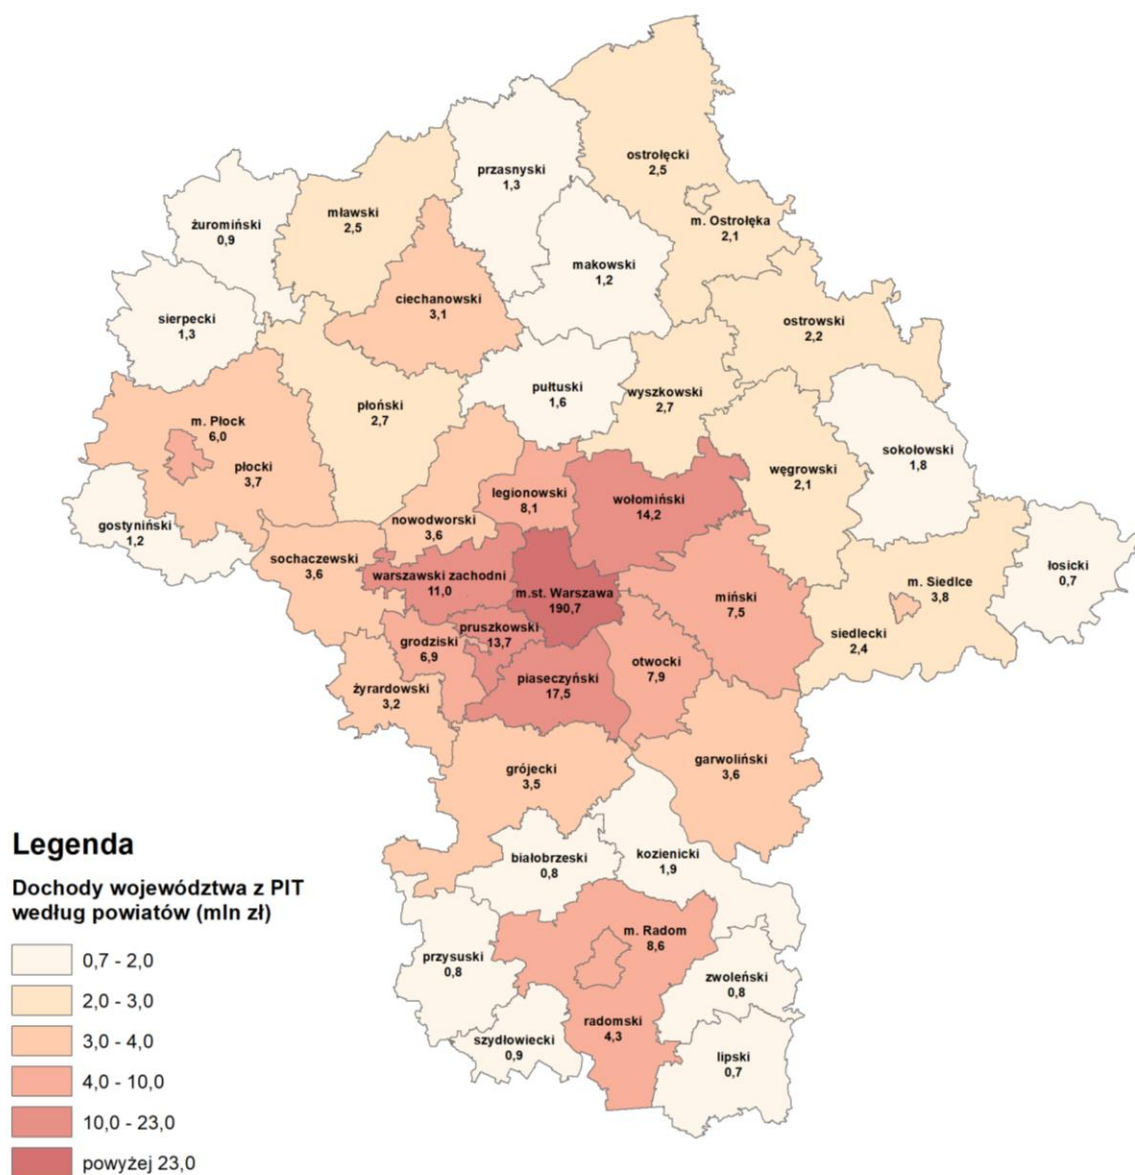 ostrołęcki
2,5
przasnyski
1,3
m. Ostrołęka
2,1
mławski
2,5
żuromiński
0,9
makowski
1,2
ciechanowski
3,1
sierpecki
1,3
ostrowski
2,2
pułtuski
1,6
wyszkowski
2,7
płoński
2,7
m. Płock
6,0
płocki
3,7
sokołowski
1,8
węgrowski
2,1
legionowski
8,1
wołomiński
14,2
gostyniński
1,2
nowodworski
3,6
sochaczewski
3,6
warszawski zachodni
11,0
m.st. Warszawa
190,7
miński
7,5
m. Siedlce
3,8
łosicki
0,7
pruszkowski
13,7
grodziski
6,9
siedlecki
2,4
otwocki
7,9
piaseczyński
17,5
żyrardowski
3,2
garwoliński
3,6
grójecki
3,5
białobrzeski
0,8
kozienicki
1,9
m. Radom
8,6
przysuski
0,8
zwoleński
0,8
radomski
4,3
szydłowiecki
0,9
lipski
0,7
Legenda
Dochody województwa z PIT
według powiatów (mln zł)
0,7 - 2,0
2,0 - 3,0
3,0 - 4,0
4,0 - 10,0
10,0 - 23,0
powyżej 23,0